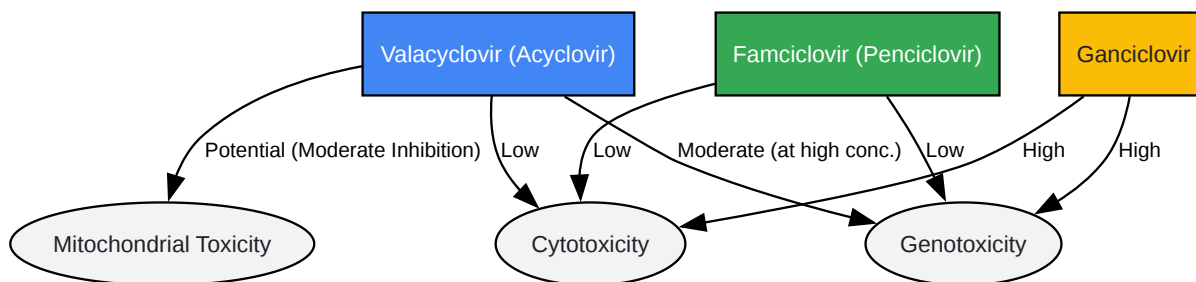 Valacyclovir (Acyclovir)
Famciclovir (Penciclovir)
Ganciclovir
Potential (Moderate Inhibition)
Low
Low
Moderate (at high conc.)
Low
High
High
Mitochondrial Toxicity
Cytotoxicity
Genotoxicity